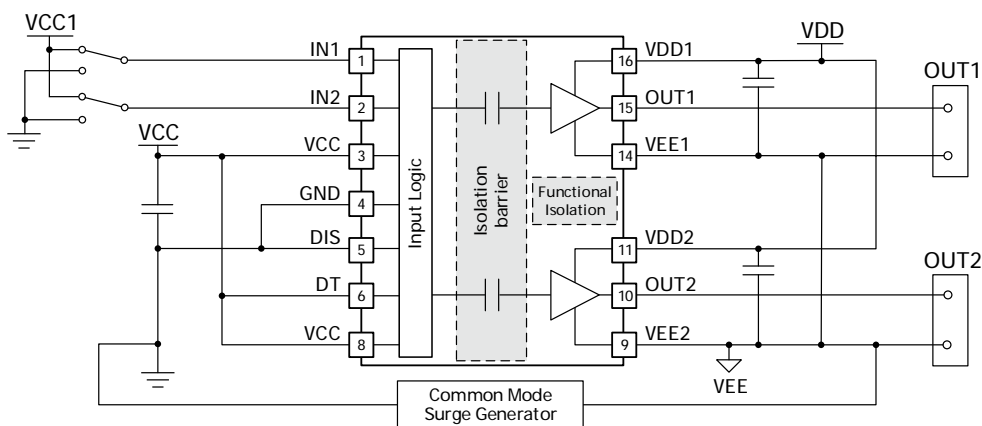 VCC1
IN1
1
VDD1
16
VDD
OUT1
IN2
2
OUT1
15
VCC
VCC
3
VEE1
14
GND
4
Input Logic
Isolation
barrier
Functional
Isolation
DIS
5
VDD2
11
OUT2
DT
6
OUT2
10
VCC
8
VEE2
9
VEE
Common Mode
Surge Generator